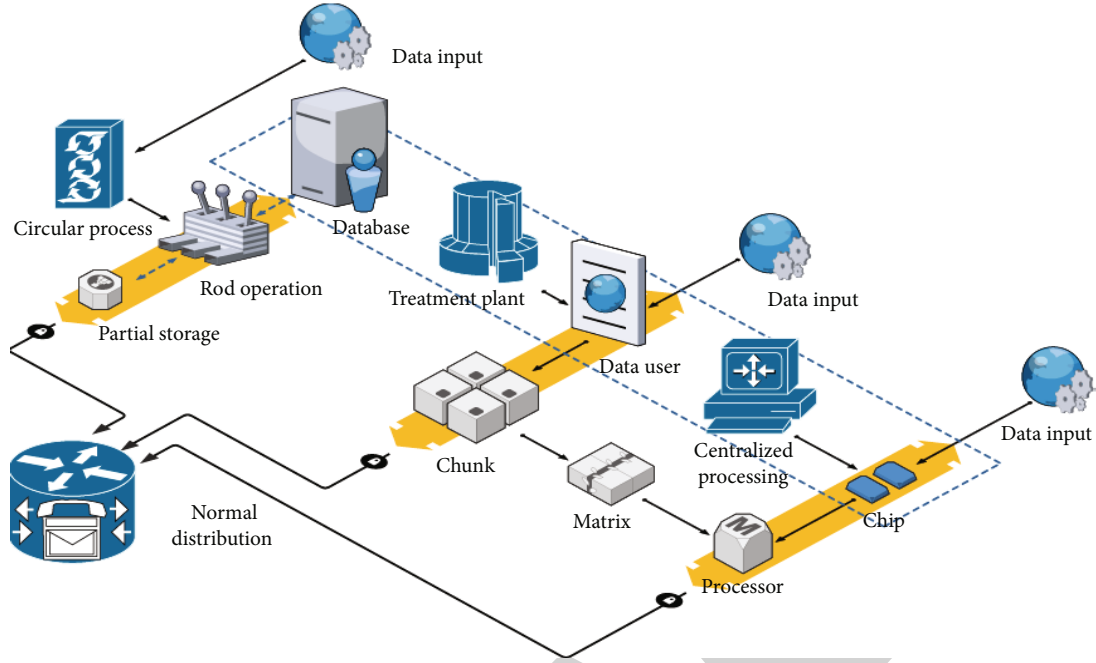 Data input
Circular process
Database
Rod operation
Treatment plant
Data input
Partial storage
Data user
Data input
Chunk
Centralized
processing
Matrix
Normal
distribution
Chip
M
Processor